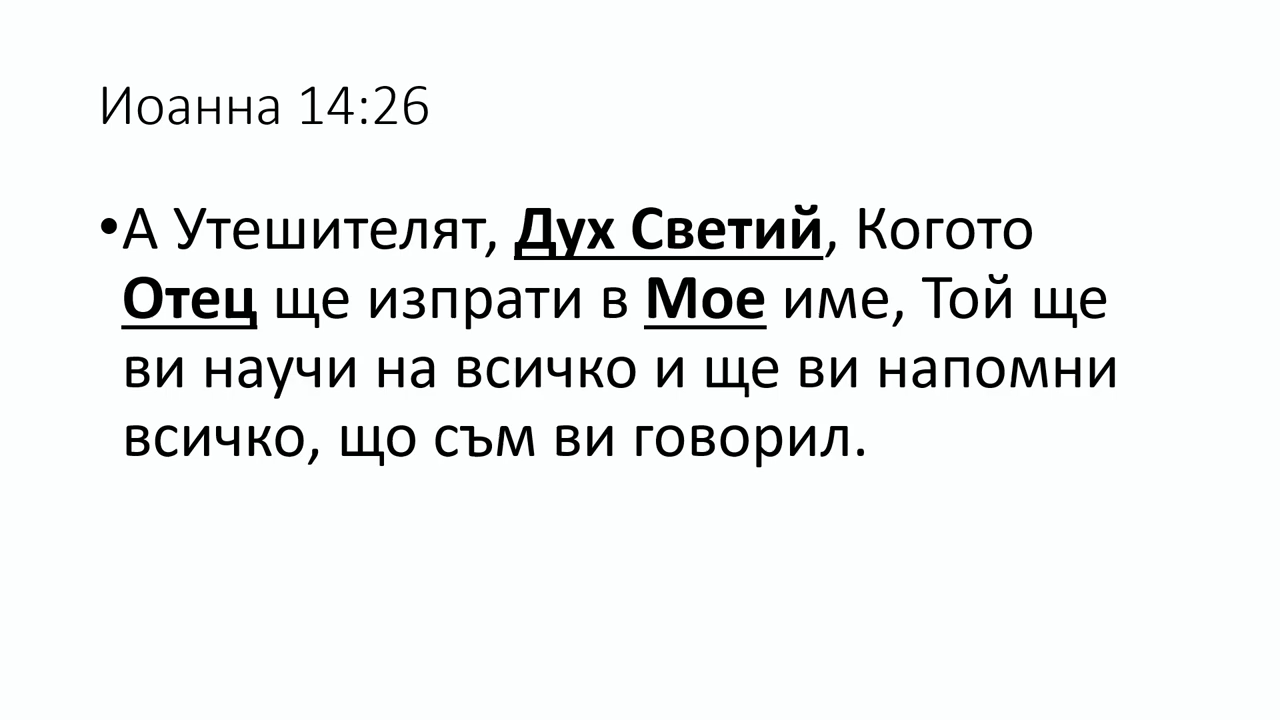 Иоанна 14:26
•А Утешителят, Дух Светий, Когото
Отец ще изпрати в Мое име, Той ще
ви научи на всичко и ще ви напомни
всичко, що съм ви говорил.